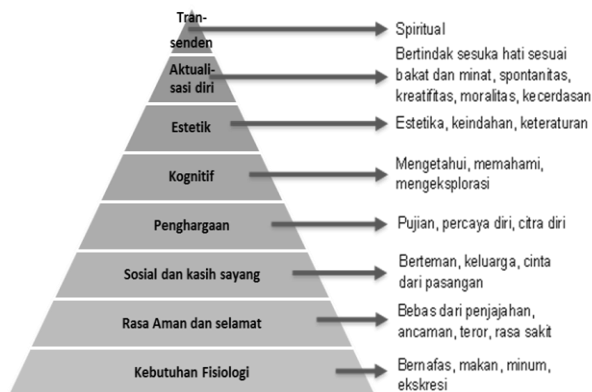 Tran-
senden
Spiritual
Aktuali-
sasi diri
Bertindak sesuka hati sesuai
bakat dan minat, spontanitas,
kreatifitas, moralitas, kecerdasan
Estetik
Estetika, keindahan, keteraturan
Kognitif
Mengetahui, memahami,
mengeksplorasi
Penghargaan
Pujian, percaya diri, citra diri
Sosial dan kasih sayang
Berteman, keluarga, cinta
dari pasangan
Rasa Aman dan selamat
Bebas dari penjajahan,
ancaman, teror, rasa sakit
Kebutuhan Fisiologi
Bernafas, makan, minum,
ekskresi